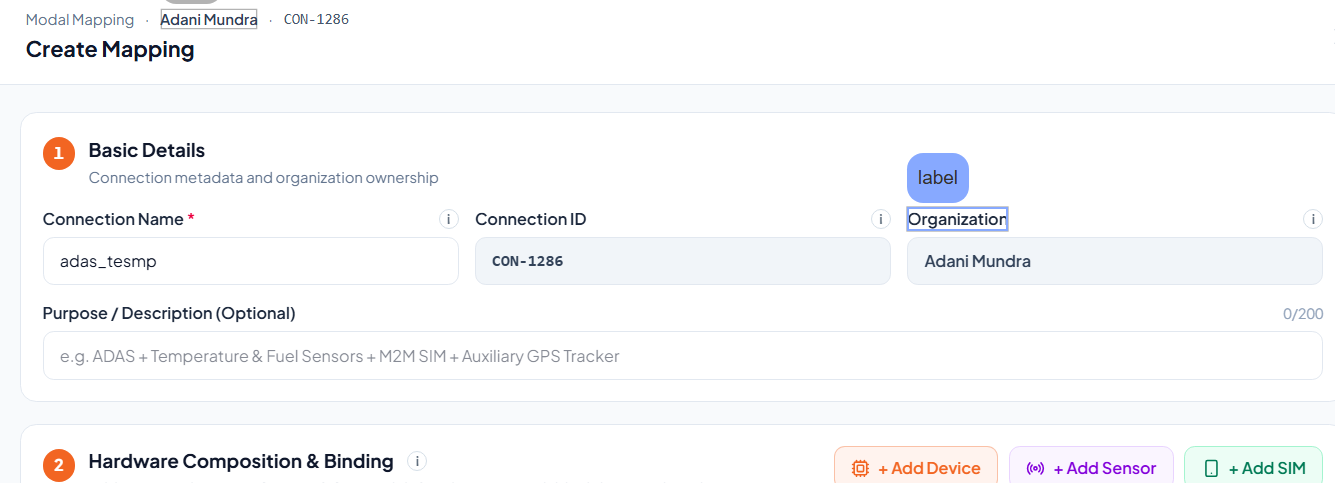 Modal Mapping · Adani Mundra · CON-1286
Create Mapping
1 Basic Details
Connection metadata and organization ownership
label
Connection Name * i Connection ID i Organization i
adas_tesmp CON-1286 Adani Mundra
Purpose / Description (Optional) 0/200
e.g. ADAS + Temperature & Fuel Sensors + M2M SIM + Auxiliary GPS Tracker
2 Hardware Composition & Binding i + Add Device + Add Sensor + Add SIM